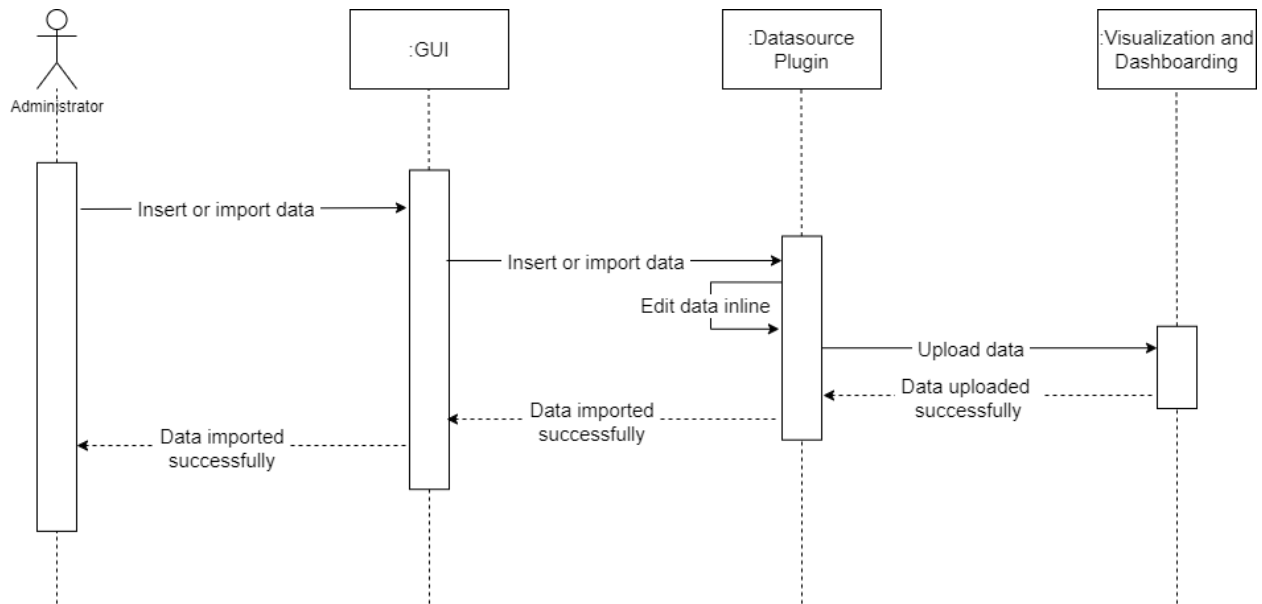 Administrator
:GUI
:Datasource
Plugin
:Visualization and
Dashboarding
Insert or import data
Insert or import data
Edit data inline
Upload data
Data uploaded
successfully
Data imported
successfully
Data imported
successfully